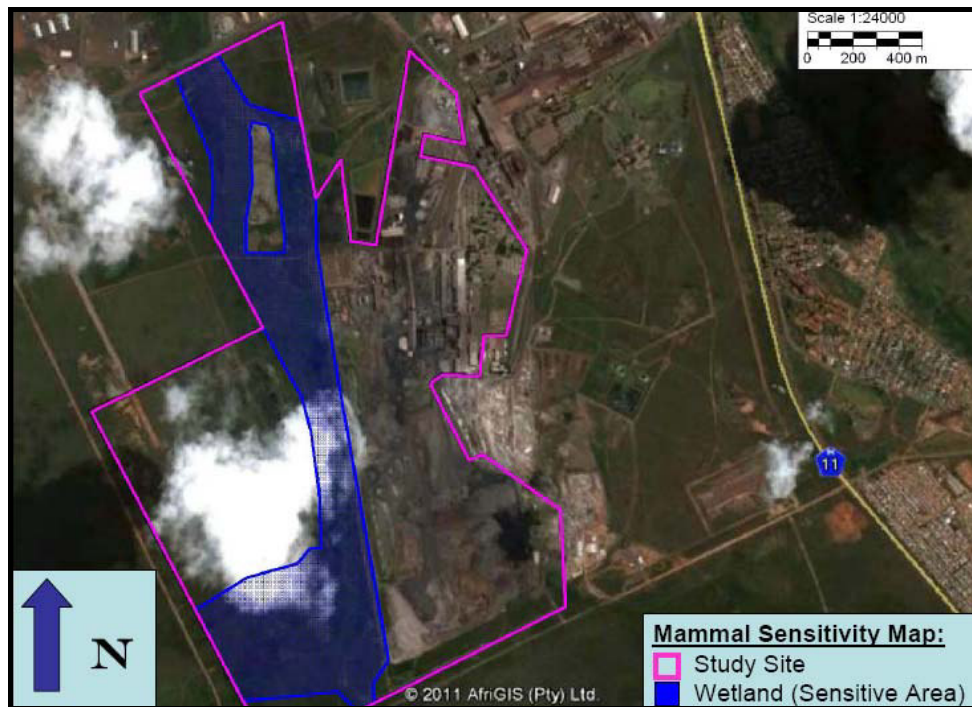 Scale 1:24000
0 200 400 m
11
N
© 2011 AfriGIS (Pty) Ltd.
Mammal Sensitivity Map:
Study Site
Wetland (Sensitive Area)